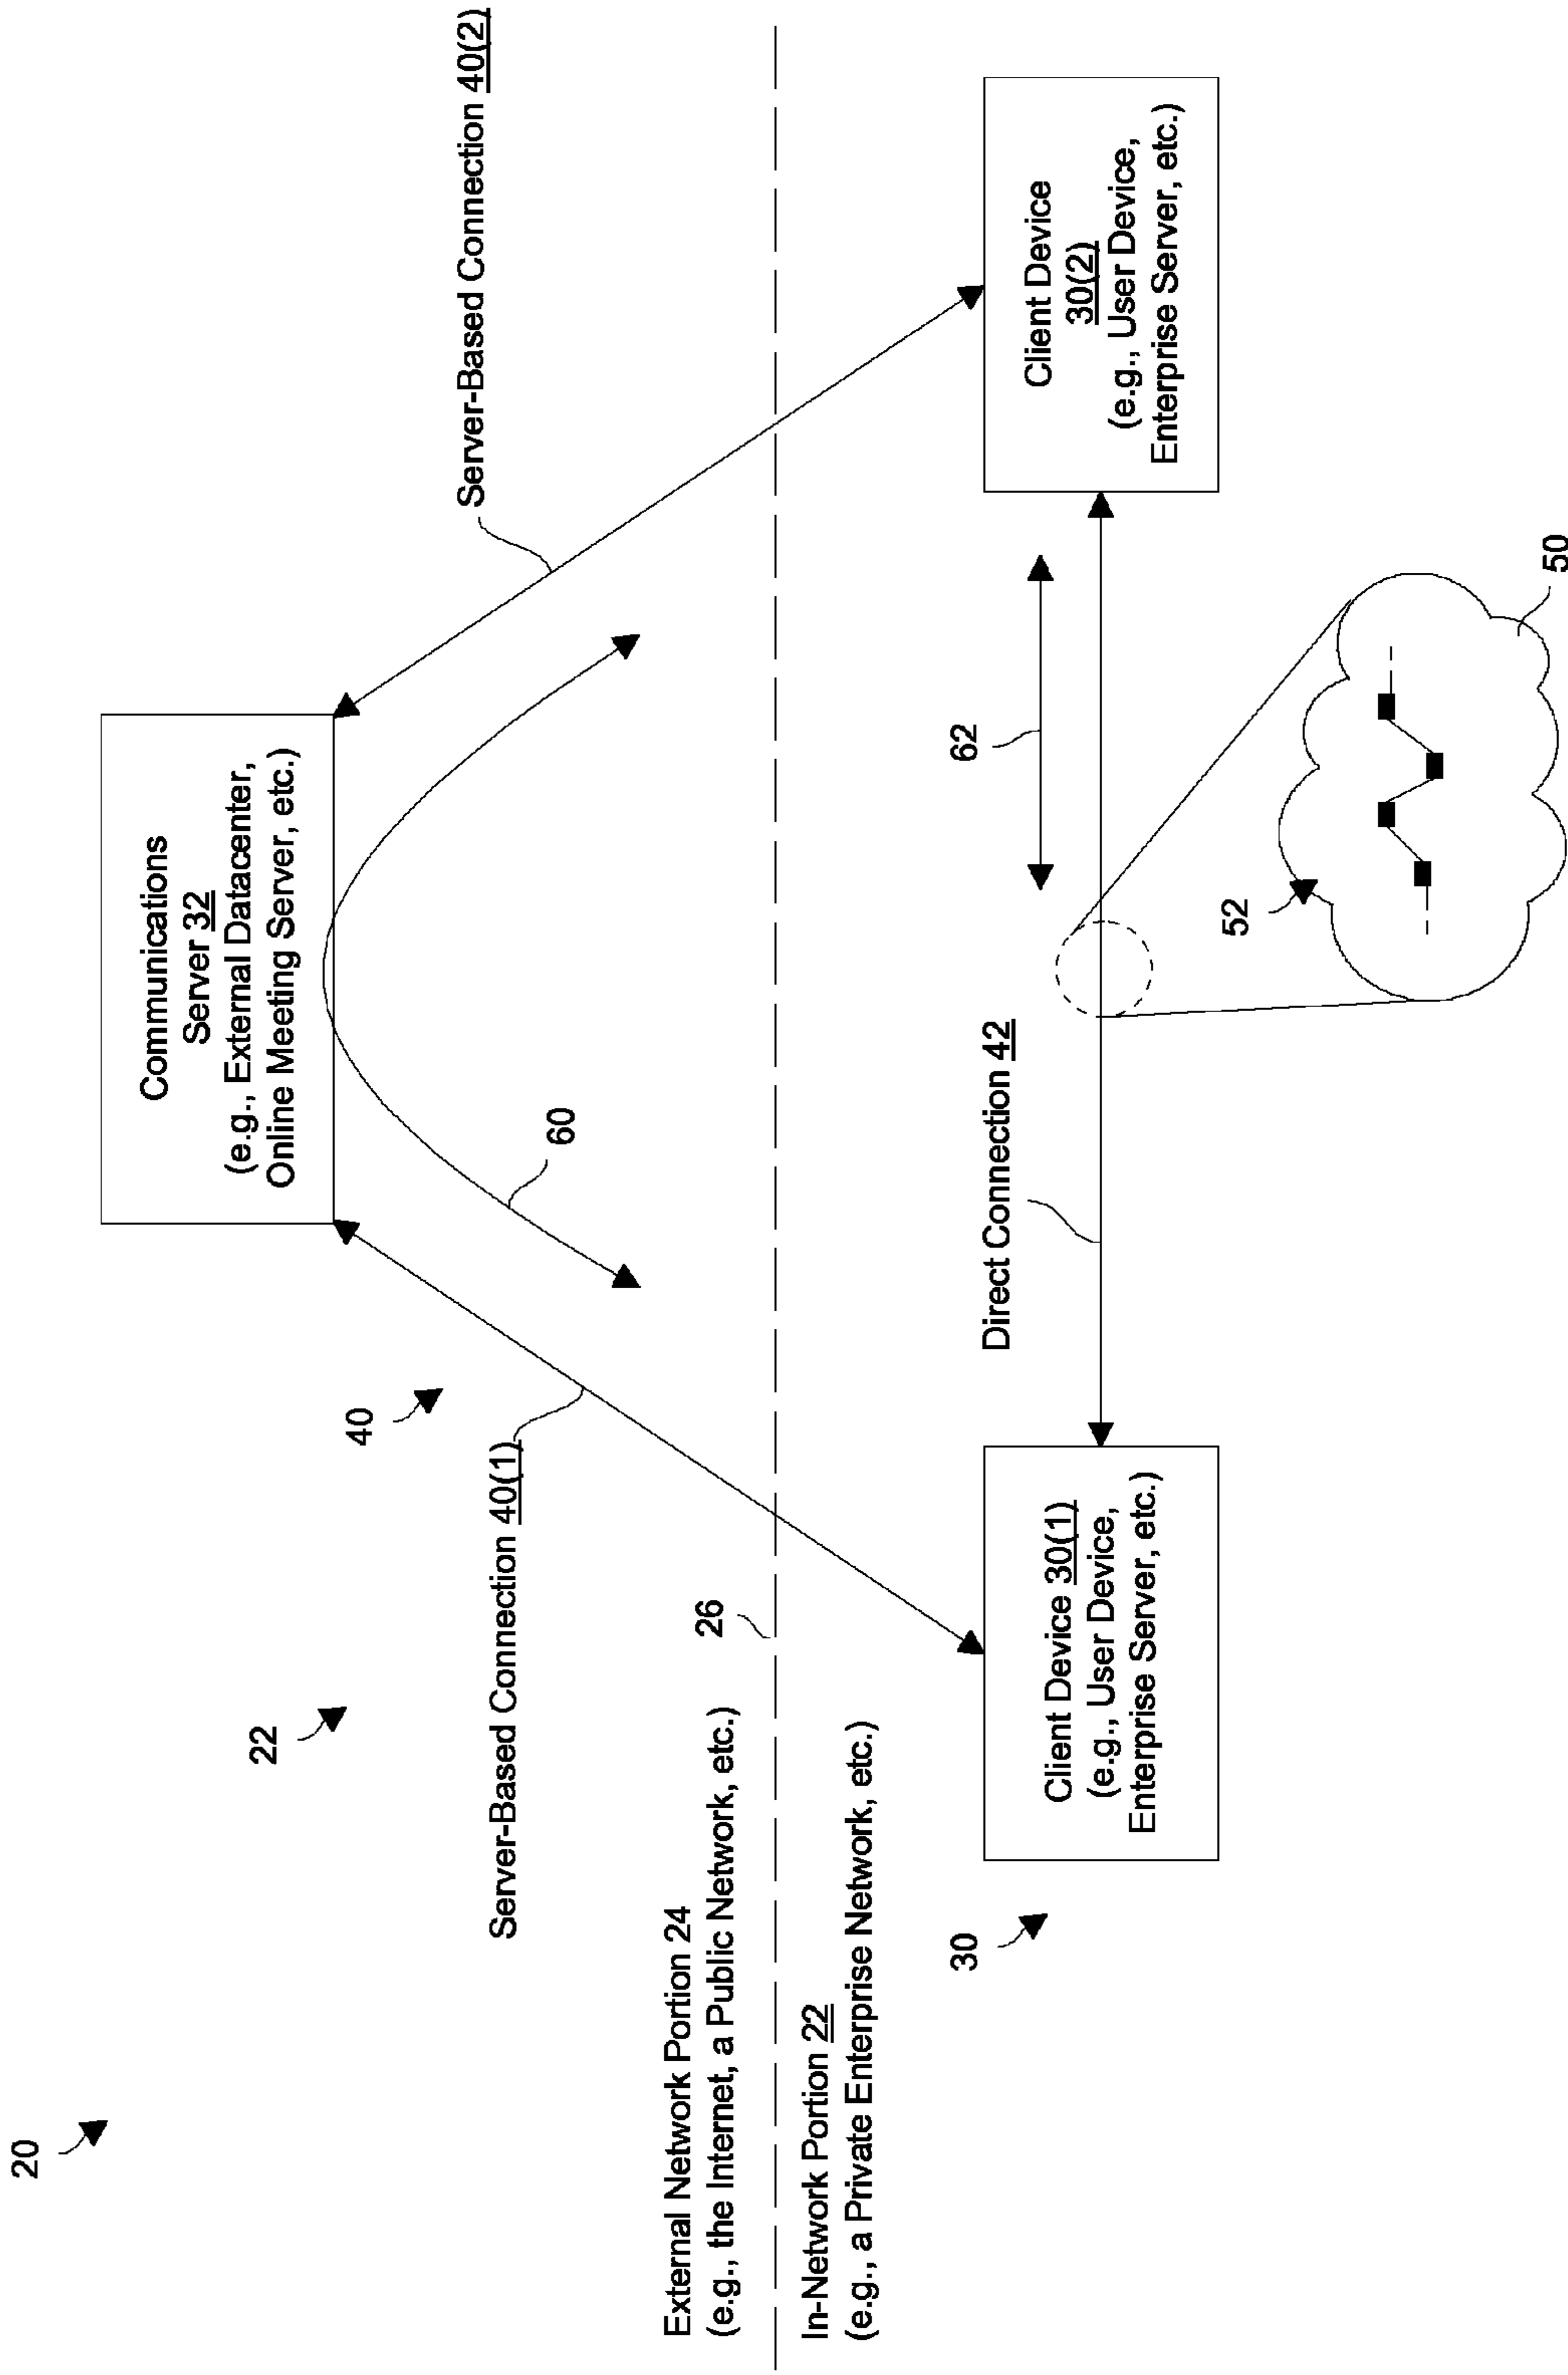 20
22
Communications
Server 32
(e.g., External Datacenter,
Online Meeting Server, etc.)
40
Server-Based Connection 40(1)
Server-Based Connection 40(2)
60
External Network Portion 24
(e.g., the Internet, a Public Network, etc.)
26
In-Network Portion 22
(e.g., a Private Enterprise Network, etc.)
30
Client Device 30(1)
(e.g., User Device,
Enterprise Server, etc.)
Direct Connection 42
62
Client Device
30(2)
(e.g., User Device,
Enterprise Server, etc.)
52
50